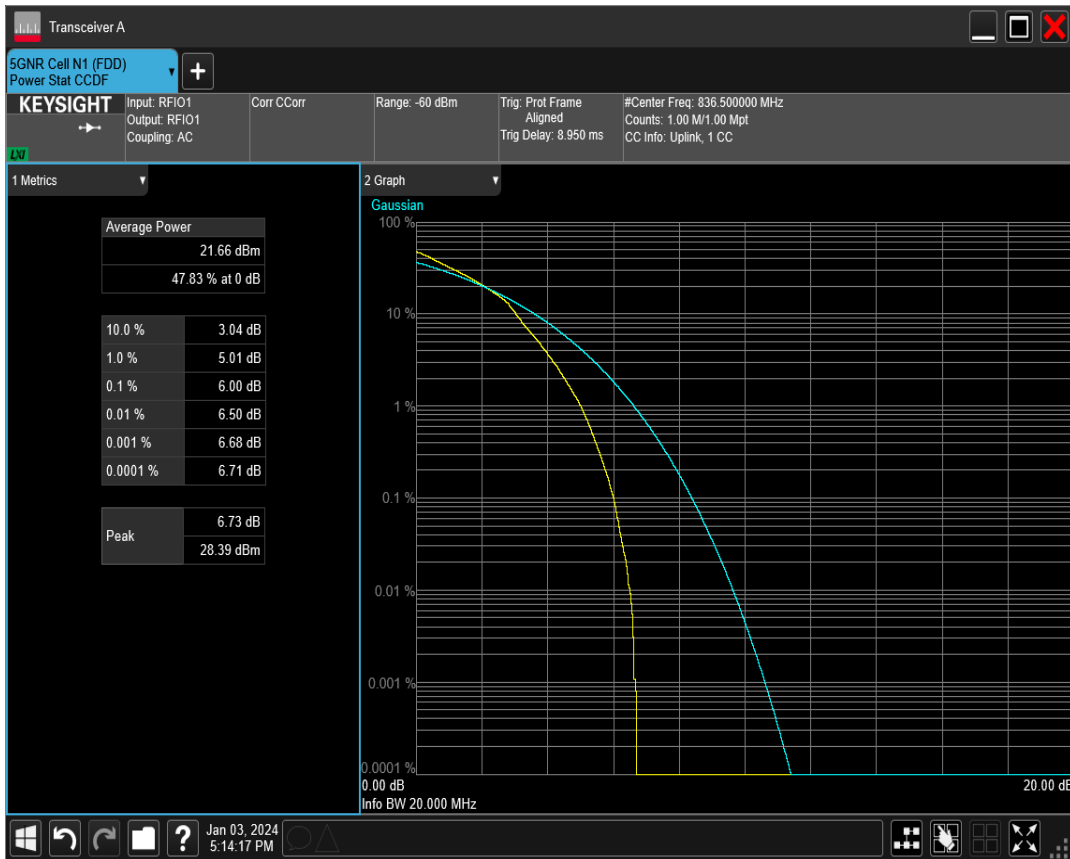 Transceiver A
5GNR Cell N1 (FDD)
Power Stat CCDF
+
KEYSIGHT
LXI
Input: RFIO1
Output: RFIO1
Coupling: AC
Corr CCorr
Range: -60 dBm
Trig: Prot Frame
Aligned
Trig Delay: 8.950 ms
#Center Freq: 836.500000 MHz
Counts: 1.00 M/1.00 Mpt
CC Info: Uplink, 1 CC
1 Metrics
Average Power
21.66 dBm
47.83 % at 0 dB
10.0 % 3.04 dB
1.0 % 5.01 dB
0.1 % 6.00 dB
0.01 % 6.50 dB
0.001 % 6.68 dB
0.0001 % 6.71 dB
Peak
6.73 dB
28.39 dBm
2 Graph
Gaussian
100 %
10 %
1 %
0.1 %
0.01 %
0.001 %
0.0001 %
0.00 dB 20.00 dB
Info BW 20.000 MHz
?
Jan 03, 2024
5:14:17 PM